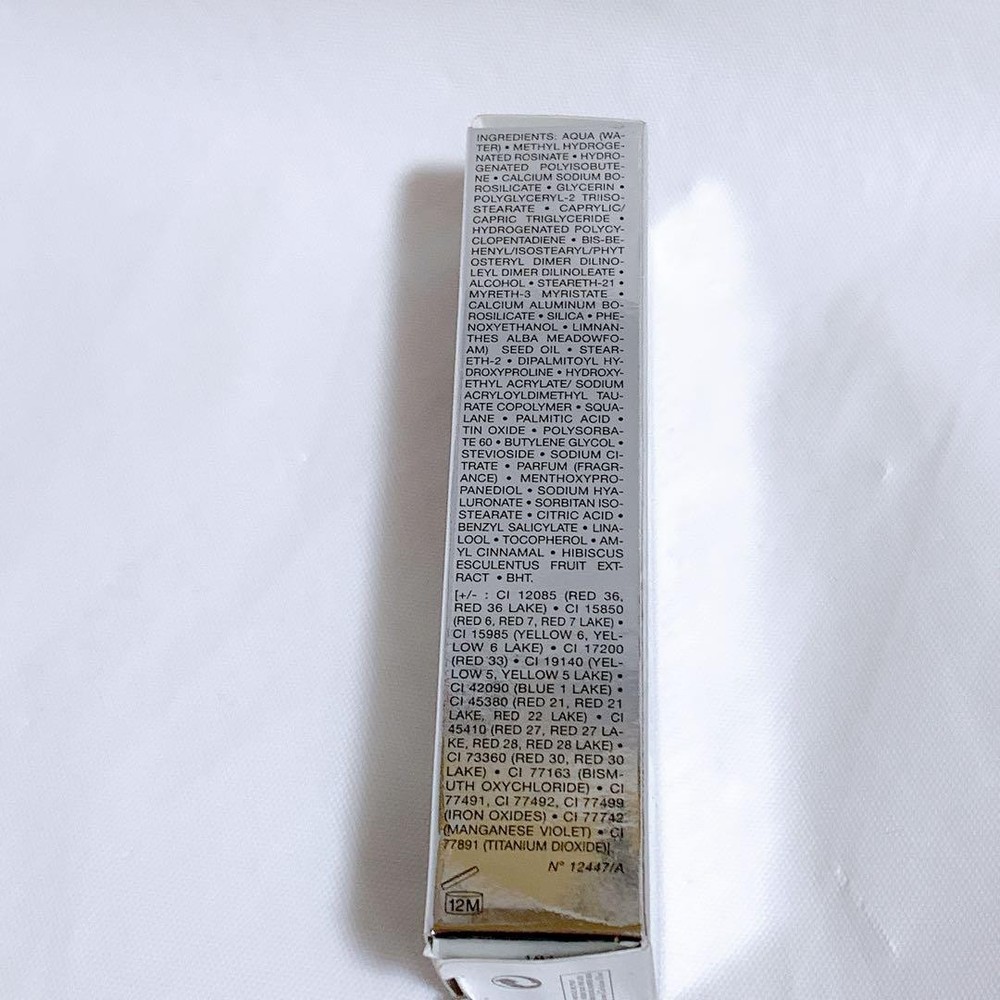 INGREDIENTS: AQUA (WA-
TER) • METHYL HYDROGE-
NATED ROSINATE • HYDRO-
GENATED POLYISOBUTE-
NE • CALCIUM SODIUM BO-
ROSILICATE • GLYCERIN •
POLYGLYCERYL-2 TRIISO-
STEARATE • CAPRYLIC/
CAPRIC TRIGLYCERIDE •
HYDROGENATED POLYCY-
CLOPENTADIENE • BIS-BE-
HENYL/ISOSTEARYL/PHYT
OSTERYL DIMER DILINO-
LEYL DIMER DILINOLEATE •
ALCOHOL • STEARETH-21 •
MYRETH-3 MYRISTATE •
CALCIUM ALUMINUM BO-
ROSILICATE • SILICA • PHE-
NOXYETHANOL • LIMNAN-
THES ALBA MEADOWFO-
AM) SEED OIL • STEAR-
ETH-2 • DIPALMITOYL HY-
DROXYPROLINE • HYDROXY-
ETHYL ACRYLATE/ SODIUM
ACRYLOYLDIMETHYL TAU-
RATE COPOLYMER • SQUA-
LANE • PALMITIC ACID •
TIN OXIDE • POLYSORBA-
TE 60 • BUTYLENE GLYCOL •
STEVIOSIDE • SODIUM CI-
TRATE • PARFUM (FRAGR-
ANCE) • MENTHOXYPRO-
PANEDIOL • SODIUM HYA-
LURONATE • SORBITAN ISO-
STEARATE • CITRIC ACID •
BENZYL SALICYLATE • LINA-
LOOL • TOCOPHEROL • AM-
YL CINNAMAL • HIBISCUS
ESCULENTUS FRUIT EXT-
RACT • BHT.
[+/- : CI 12085 (RED 36,
RED 36 LAKE) • CI 15850
(RED 6, RED 7, RED 7 LAKE) •
CI 15985 (YELLOW 6, YEL-
LOW 6 LAKE) • CI 17200
(RED 33) • CI 19140 (YEL-
LOW 5, YELLOW 5 LAKE) •
CI 42090 (BLUE 1 LAKE) •
CI 45380 (RED 21, RED 21
LAKE, RED 22 LAKE) • CI
45410 (RED 27, RED 27 LA-
KE, RED 28, RED 28 LAKE) •
CI 73360 (RED 30, RED 30
LAKE) • CI 77163 (BISM-
UTH OXYCHLORIDE) • CI
77491, CI 77492, CI 77499
(IRON OXIDES) • CI 77742
(MANGANESE VIOLET) • CI
77891 (TITANIUM DIOXIDE)].
N° 12447/A
12M